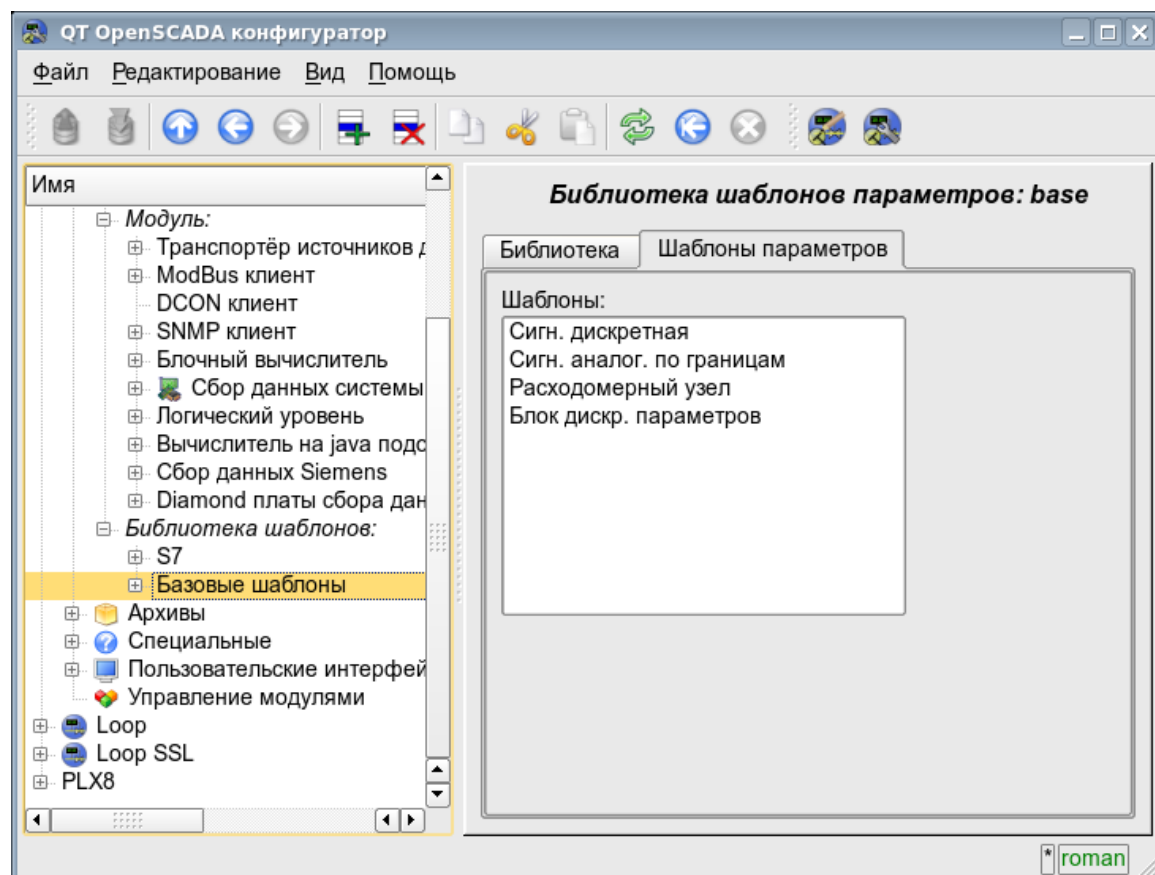 QT OpenSCADA конфигуратор
Файл Редактирование Вид Помощь
Имя
Модуль:
Транспортёр источников д
ModBus клиент
DCON клиент
SNMP клиент
Блочный вычислитель
Сбор данных системы
Логический уровень
Вычислитель на java подо
Сбор данных Siemens
Diamond платы сбора дан
Библиотека шаблонов:
S7
Базовые шаблоны
Архивы
Специальные
Пользовательские интерфей
Управление модулями
Loop
Loop SSL
PLX8
Библиотека шаблонов параметров: base
Библиотека Шаблоны параметров
Шаблоны:
Сигн. дискретная
Сигн. аналог. по границам
Расходомерный узел
Блок дискр. параметров
* roman